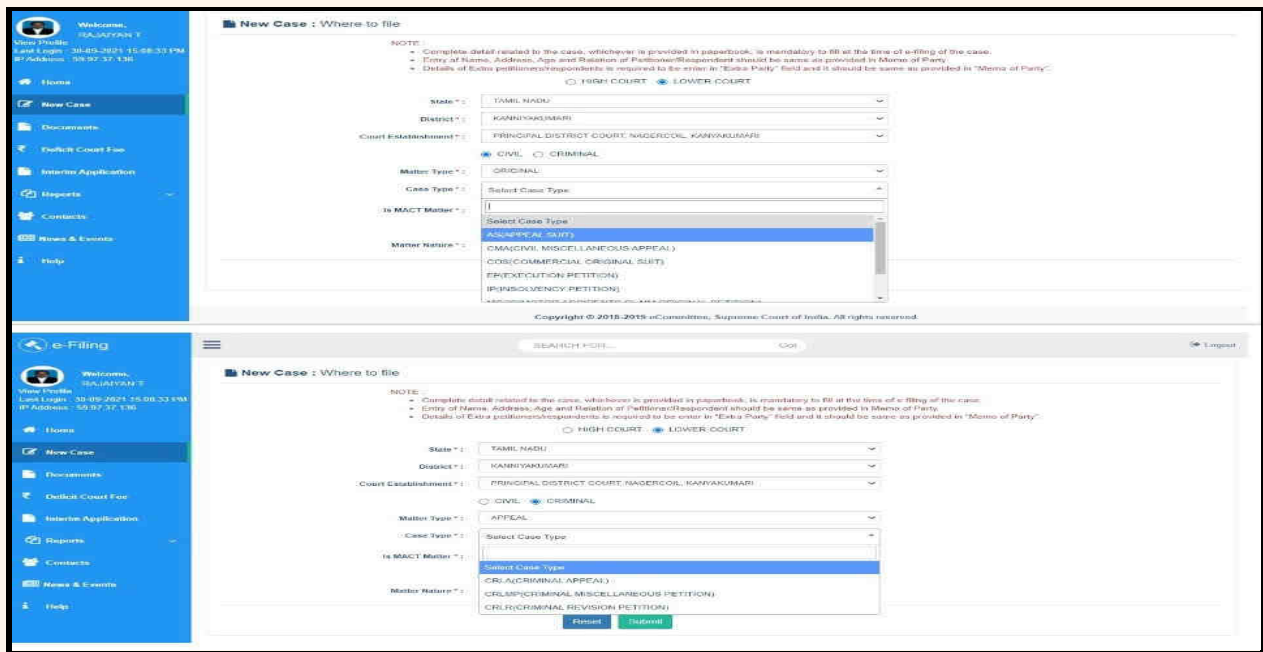 Welcome,
RAJAIYAN T
View Profile
Last Login : 30-09-2021 15:08:33 PM
IP Address : 59.97.37.136
Home
New Case
Documents
Deficit Court Fee
Interim Application
Reports
Contacts
News & Events
Help
New Case : Where to file
NOTE :
Complete detail related to the case, whichever is provided in paperbook, is mandatory to fill at the time of e-filing of the case.
Entry of Name, Address, Age and Relation of Petitioner/Respondent should be same as provided in Memo of Party.
Details of Extra petitioners/respondents is required to be enter in "Extra Party" field and it should be same as provided in "Memo of Party".
HIGH COURT LOWER COURT
State * : TAMIL NADU
District * : KANNIYAKUMARI
Court Establishment * : PRINCIPAL DISTRICT COURT, NAGERCOIL, KANYAKUMARI
CIVIL CRIMINAL
Matter Type * : ORIGINAL
Case Type * : Select Case Type
Is MACT Matter * :
Select Case Type
AS(APPEAL SUIT)
Matter Nature * :
CMA(CIVIL MISCELLANEOUS APPEAL)
COS(COMMERCIAL ORIGINAL SUIT)
EP(EXECUTION PETITION)
IP(INSOLVENCY PETITION)
Copyright © 2018-2019 eCommittee, Supreme Court of India. All rights reserved.
e-Filing
SEARCH FOR... Go!
Logout
Welcome,
RAJAIYAN T
View Profile
Last Login : 30-09-2021 15:08:33 PM
IP Address : 59.97.37.136
Home
New Case
Documents
Deficit Court Fee
Interim Application
Reports
Contacts
News & Events
Help
New Case : Where to file
NOTE :
Complete detail related to the case, whichever is provided in paperbook, is mandatory to fill at the time of e-filing of the case.
Entry of Name, Address, Age and Relation of Petitioner/Respondent should be same as provided in Memo of Party.
Details of Extra petitioners/respondents is required to be enter in "Extra Party" field and it should be same as provided in "Memo of Party".
HIGH COURT LOWER COURT
State * : TAMIL NADU
District * : KANNIYAKUMARI
Court Establishment * : PRINCIPAL DISTRICT COURT, NAGERCOIL, KANYAKUMARI
CIVIL CRIMINAL
Matter Type * : APPEAL
Case Type * : Select Case Type
Is MACT Matter * :
Select Case Type
CRLA(CRIMINAL APPEAL)
Matter Nature * :
CRLMP(CRIMINAL MISCELLANEOUS PETITION)
CRLR(CRIMINAL REVISION PETITION)
Reset Submit